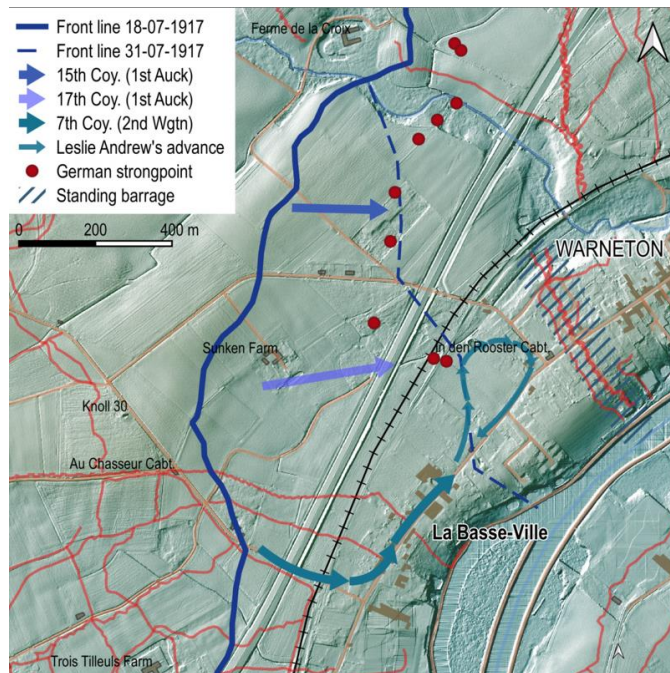 Front line 18-07-1917
Front line 31-07-1917
15th Coy. (1st Auck)
17th Coy. (1st Auck)
7th Coy. (2nd Wgtn)
Leslie Andrew's advance
German strongpoint
Standing barrage
0 200 400 m
Ferme de la Croix
WARNETON
Sunken Farm
In den Rooster Cabt.
Knoll 30
Au Chasseur Cabt.
La Basse-Ville
Trois Tilleuls Farm